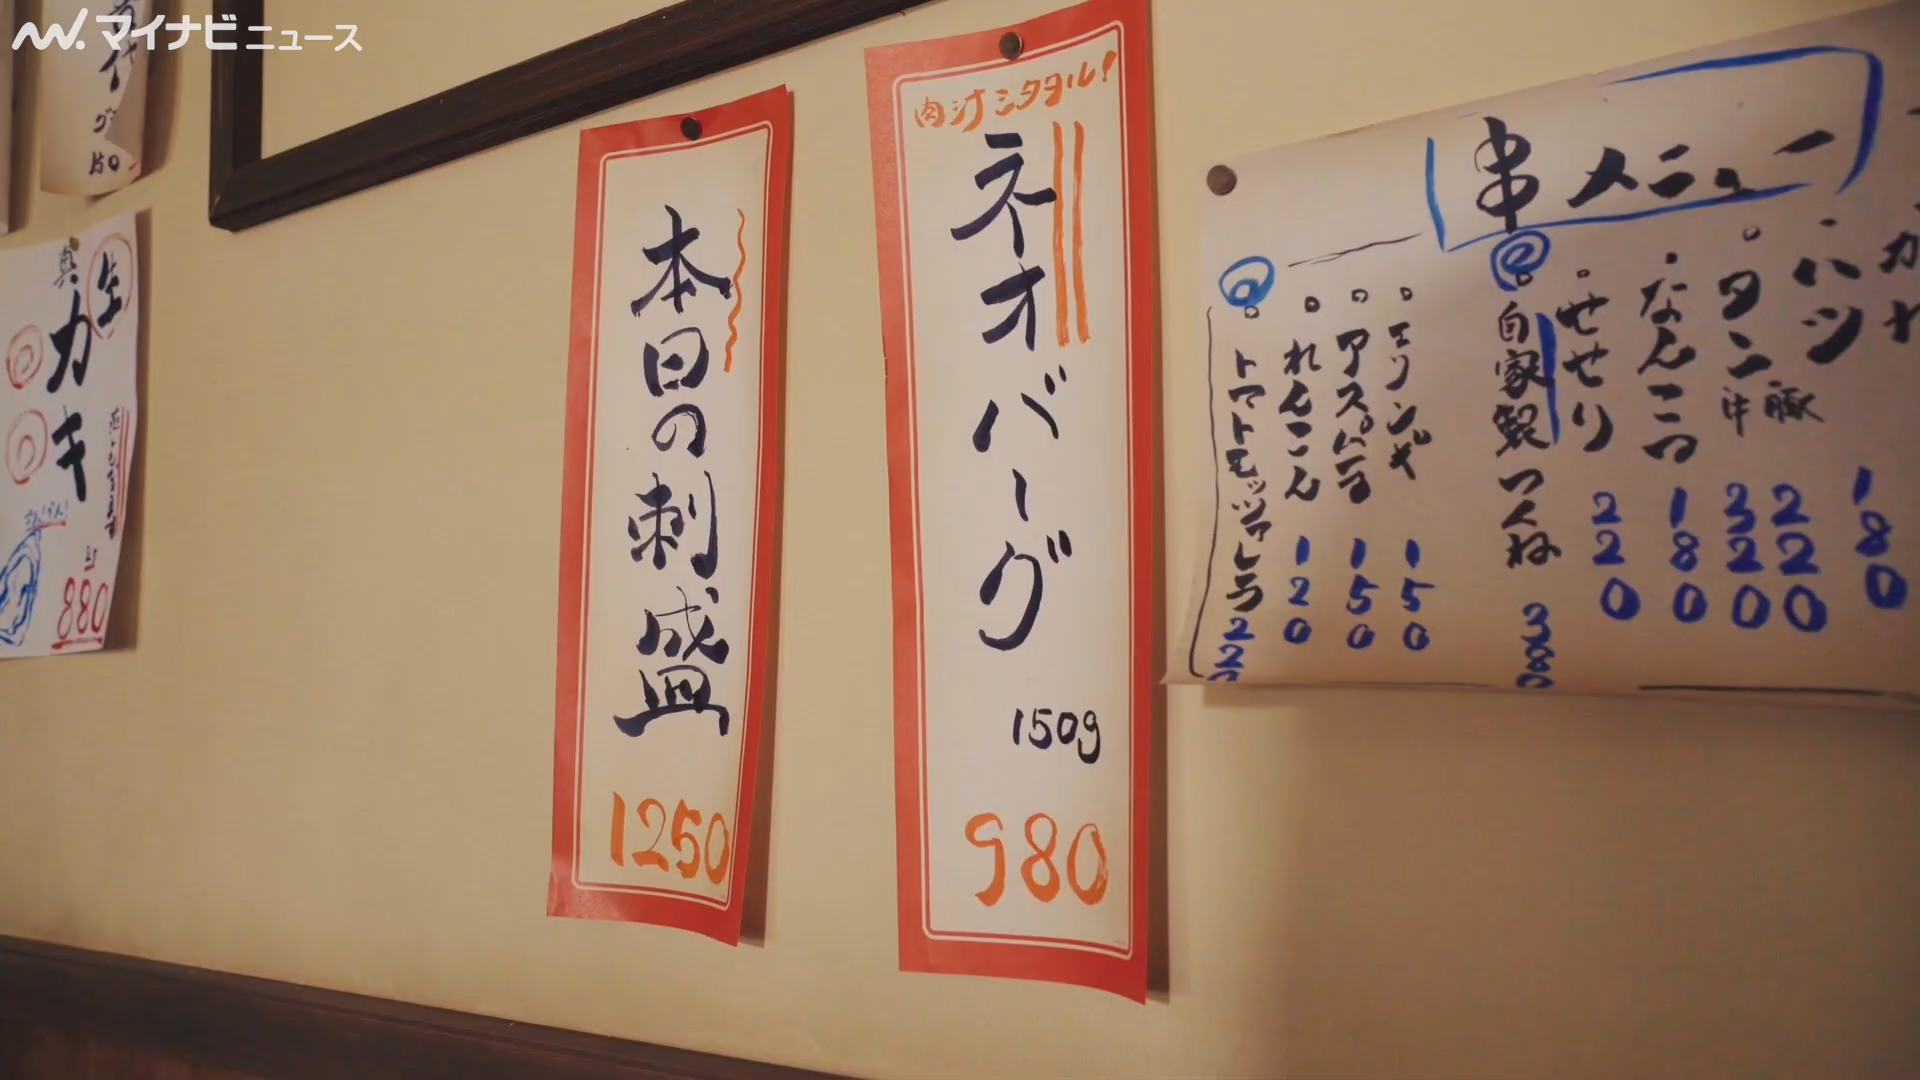 マイナビニュース
生
真
カキ
880
本日の刺盛
1250
肉汁シタタル!
ネオバーグ
150g
980
串メニュー
ハツ
180
タン
牛 豚
320 220
なんこつ
180
せせり
220
自家製つくね
380
エリンギ
150
アスパラ
150
れんこん
120
トマトモッツァしそ